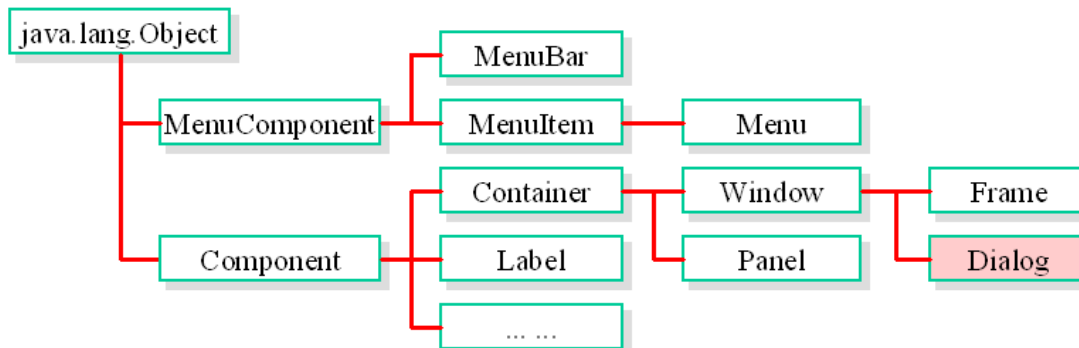 java.lang.Object
MenuBar
MenuComponent
MenuItem
Menu
Container
Window
Frame
Component
Label
Panel
Dialog
... ...